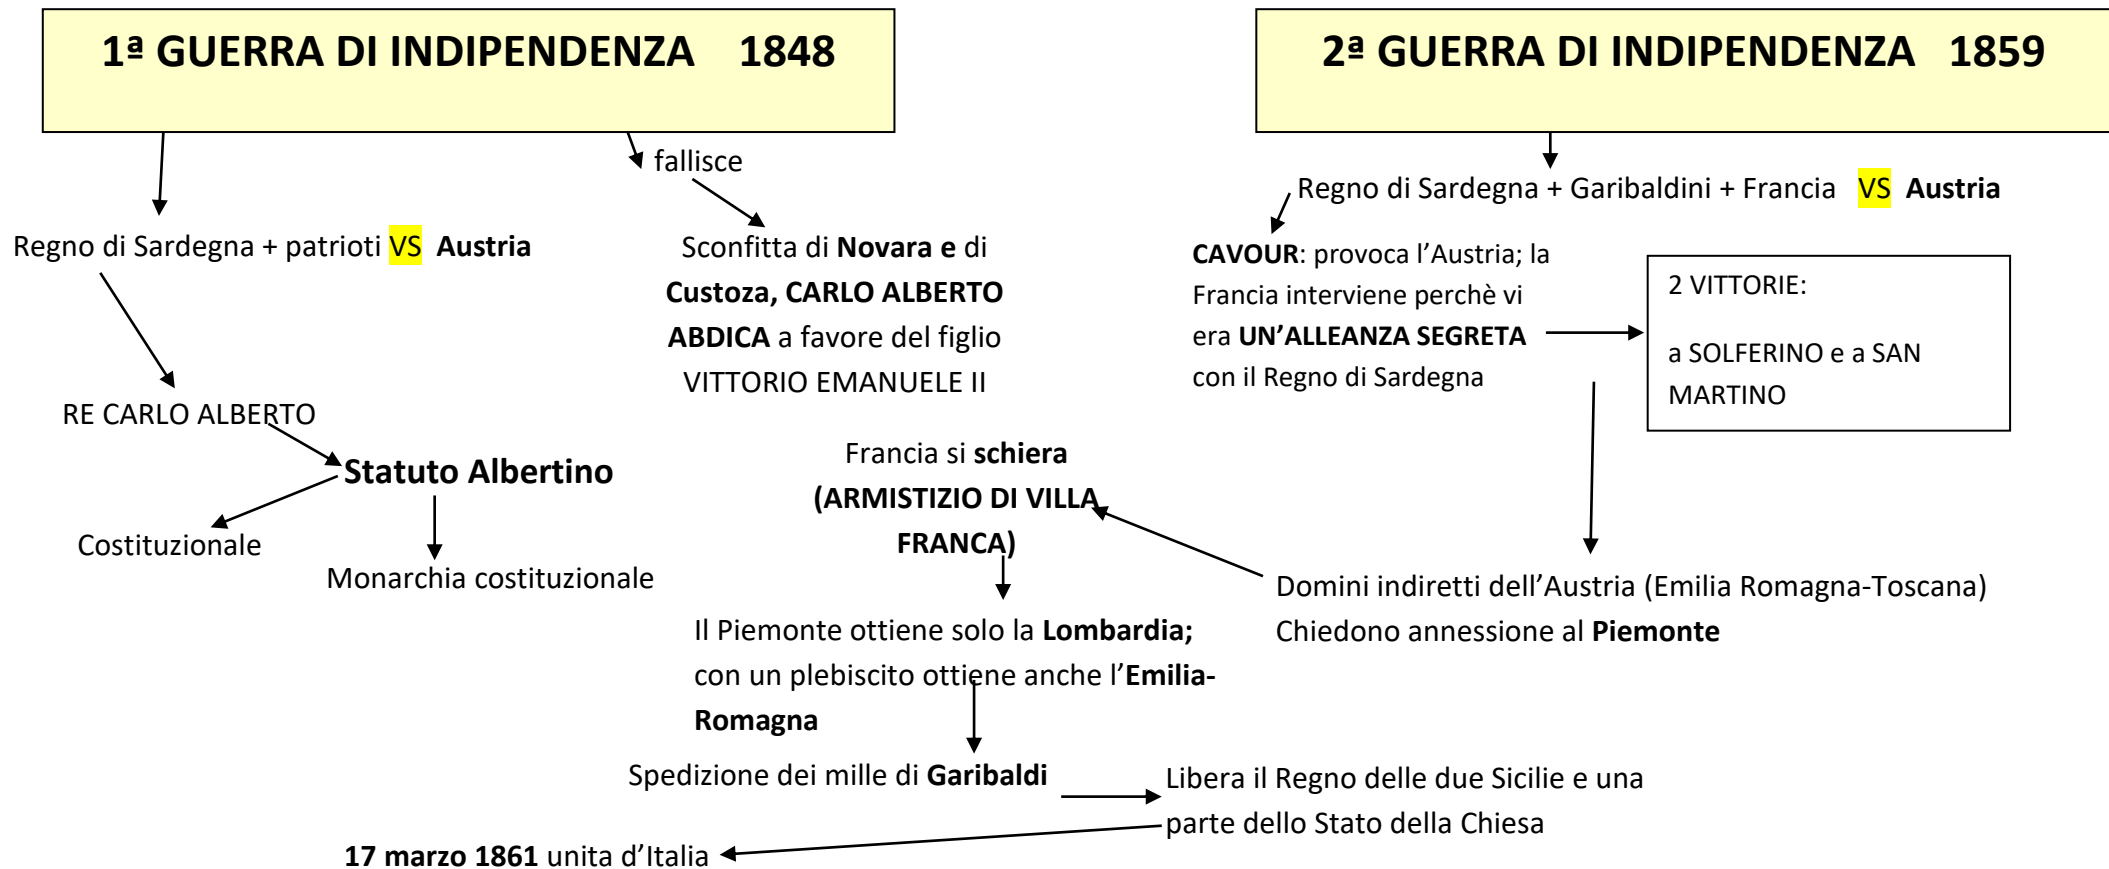 1ª GUERRA DI INDIPENDENZA 1848
fallisce
Regno di Sardegna + patrioti VS Austria
Sconfitta di Novara e di
Custoza, CARLO ALBERTO
ABDICA a favore del figlio
VITTORIO EMANUELE II
RE CARLO ALBERTO
Statuto Albertino
Costituzionale
Monarchia costituzionale
2ª GUERRA DI INDIPENDENZA 1859
Regno di Sardegna + Garibaldini + Francia VS Austria
CAVOUR: provoca l’Austria; la
Francia interviene perchè vi
era UN’ALLEANZA SEGRETA
con il Regno di Sardegna
2 VITTORIE:
a SOLFERINO e a SAN
MARTINO
Domini indiretti dell’Austria (Emilia Romagna-Toscana)
Chiedono annessione al Piemonte
Francia si schiera
(ARMISTIZIO DI VILLA
FRANCA)
Il Piemonte ottiene solo la Lombardia;
con un plebiscito ottiene anche l’Emilia-
Romagna
Spedizione dei mille di Garibaldi
Libera il Regno delle due Sicilie e una
parte dello Stato della Chiesa
17 marzo 1861 unita d’Italia